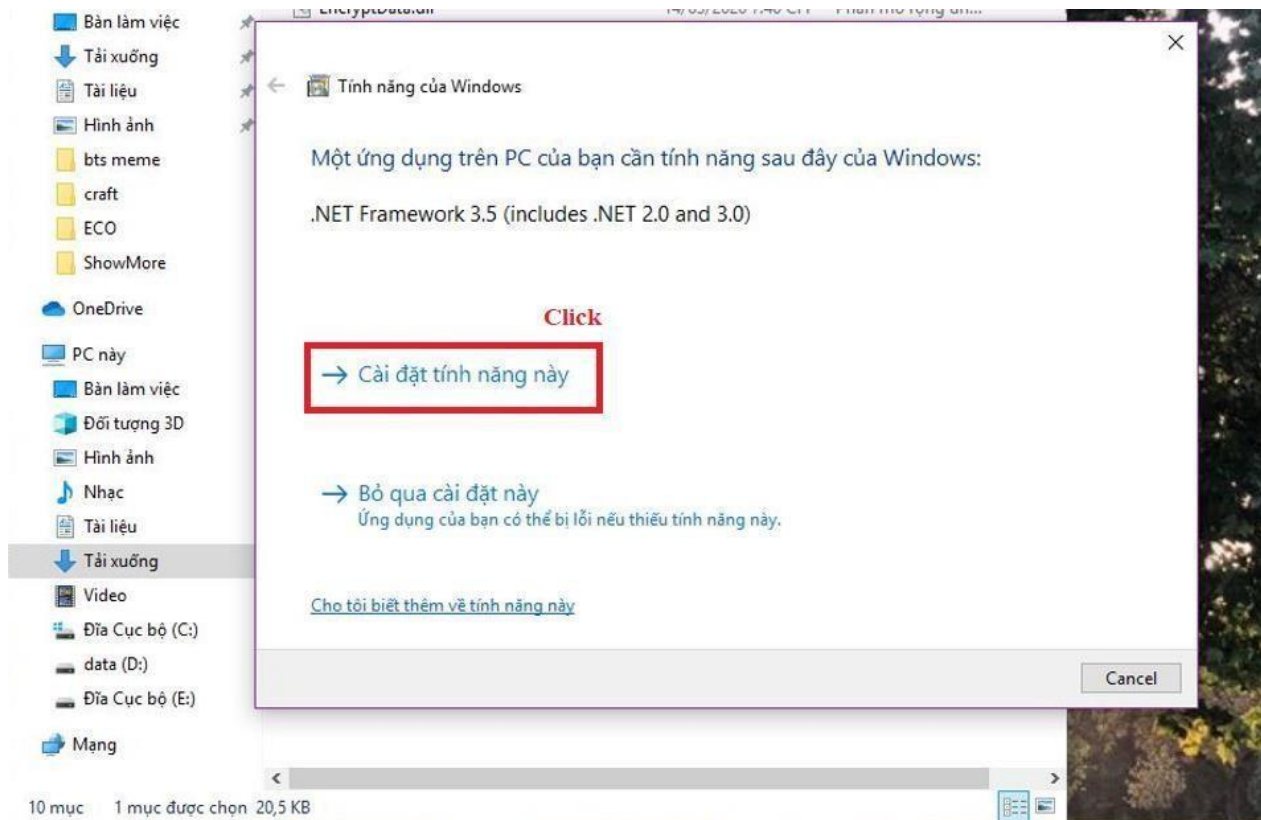 Bàn làm việc
Tải xuống
Tài liệu
Hình ảnh
bts meme
craft
ECO
ShowMore
OneDrive
PC này
Bàn làm việc
Đối tượng 3D
Hình ảnh
Nhạc
Tài liệu
Tải xuống
Video
Đĩa Cục bộ (C:)
data (D:)
Đĩa Cục bộ (E:)
Mạng
10 mục 1 mục được chọn 20,5 KB
EncryptData.dll
Tính năng của Windows
Một ứng dụng trên PC của bạn cần tính năng sau đây của Windows:
.NET Framework 3.5 (includes .NET 2.0 and 3.0)
Click
Cài đặt tính năng này
Bỏ qua cài đặt này
Ứng dụng của bạn có thể bị lỗi nếu thiếu tính năng này.
Cho tôi biết thêm về tính năng này
Cancel